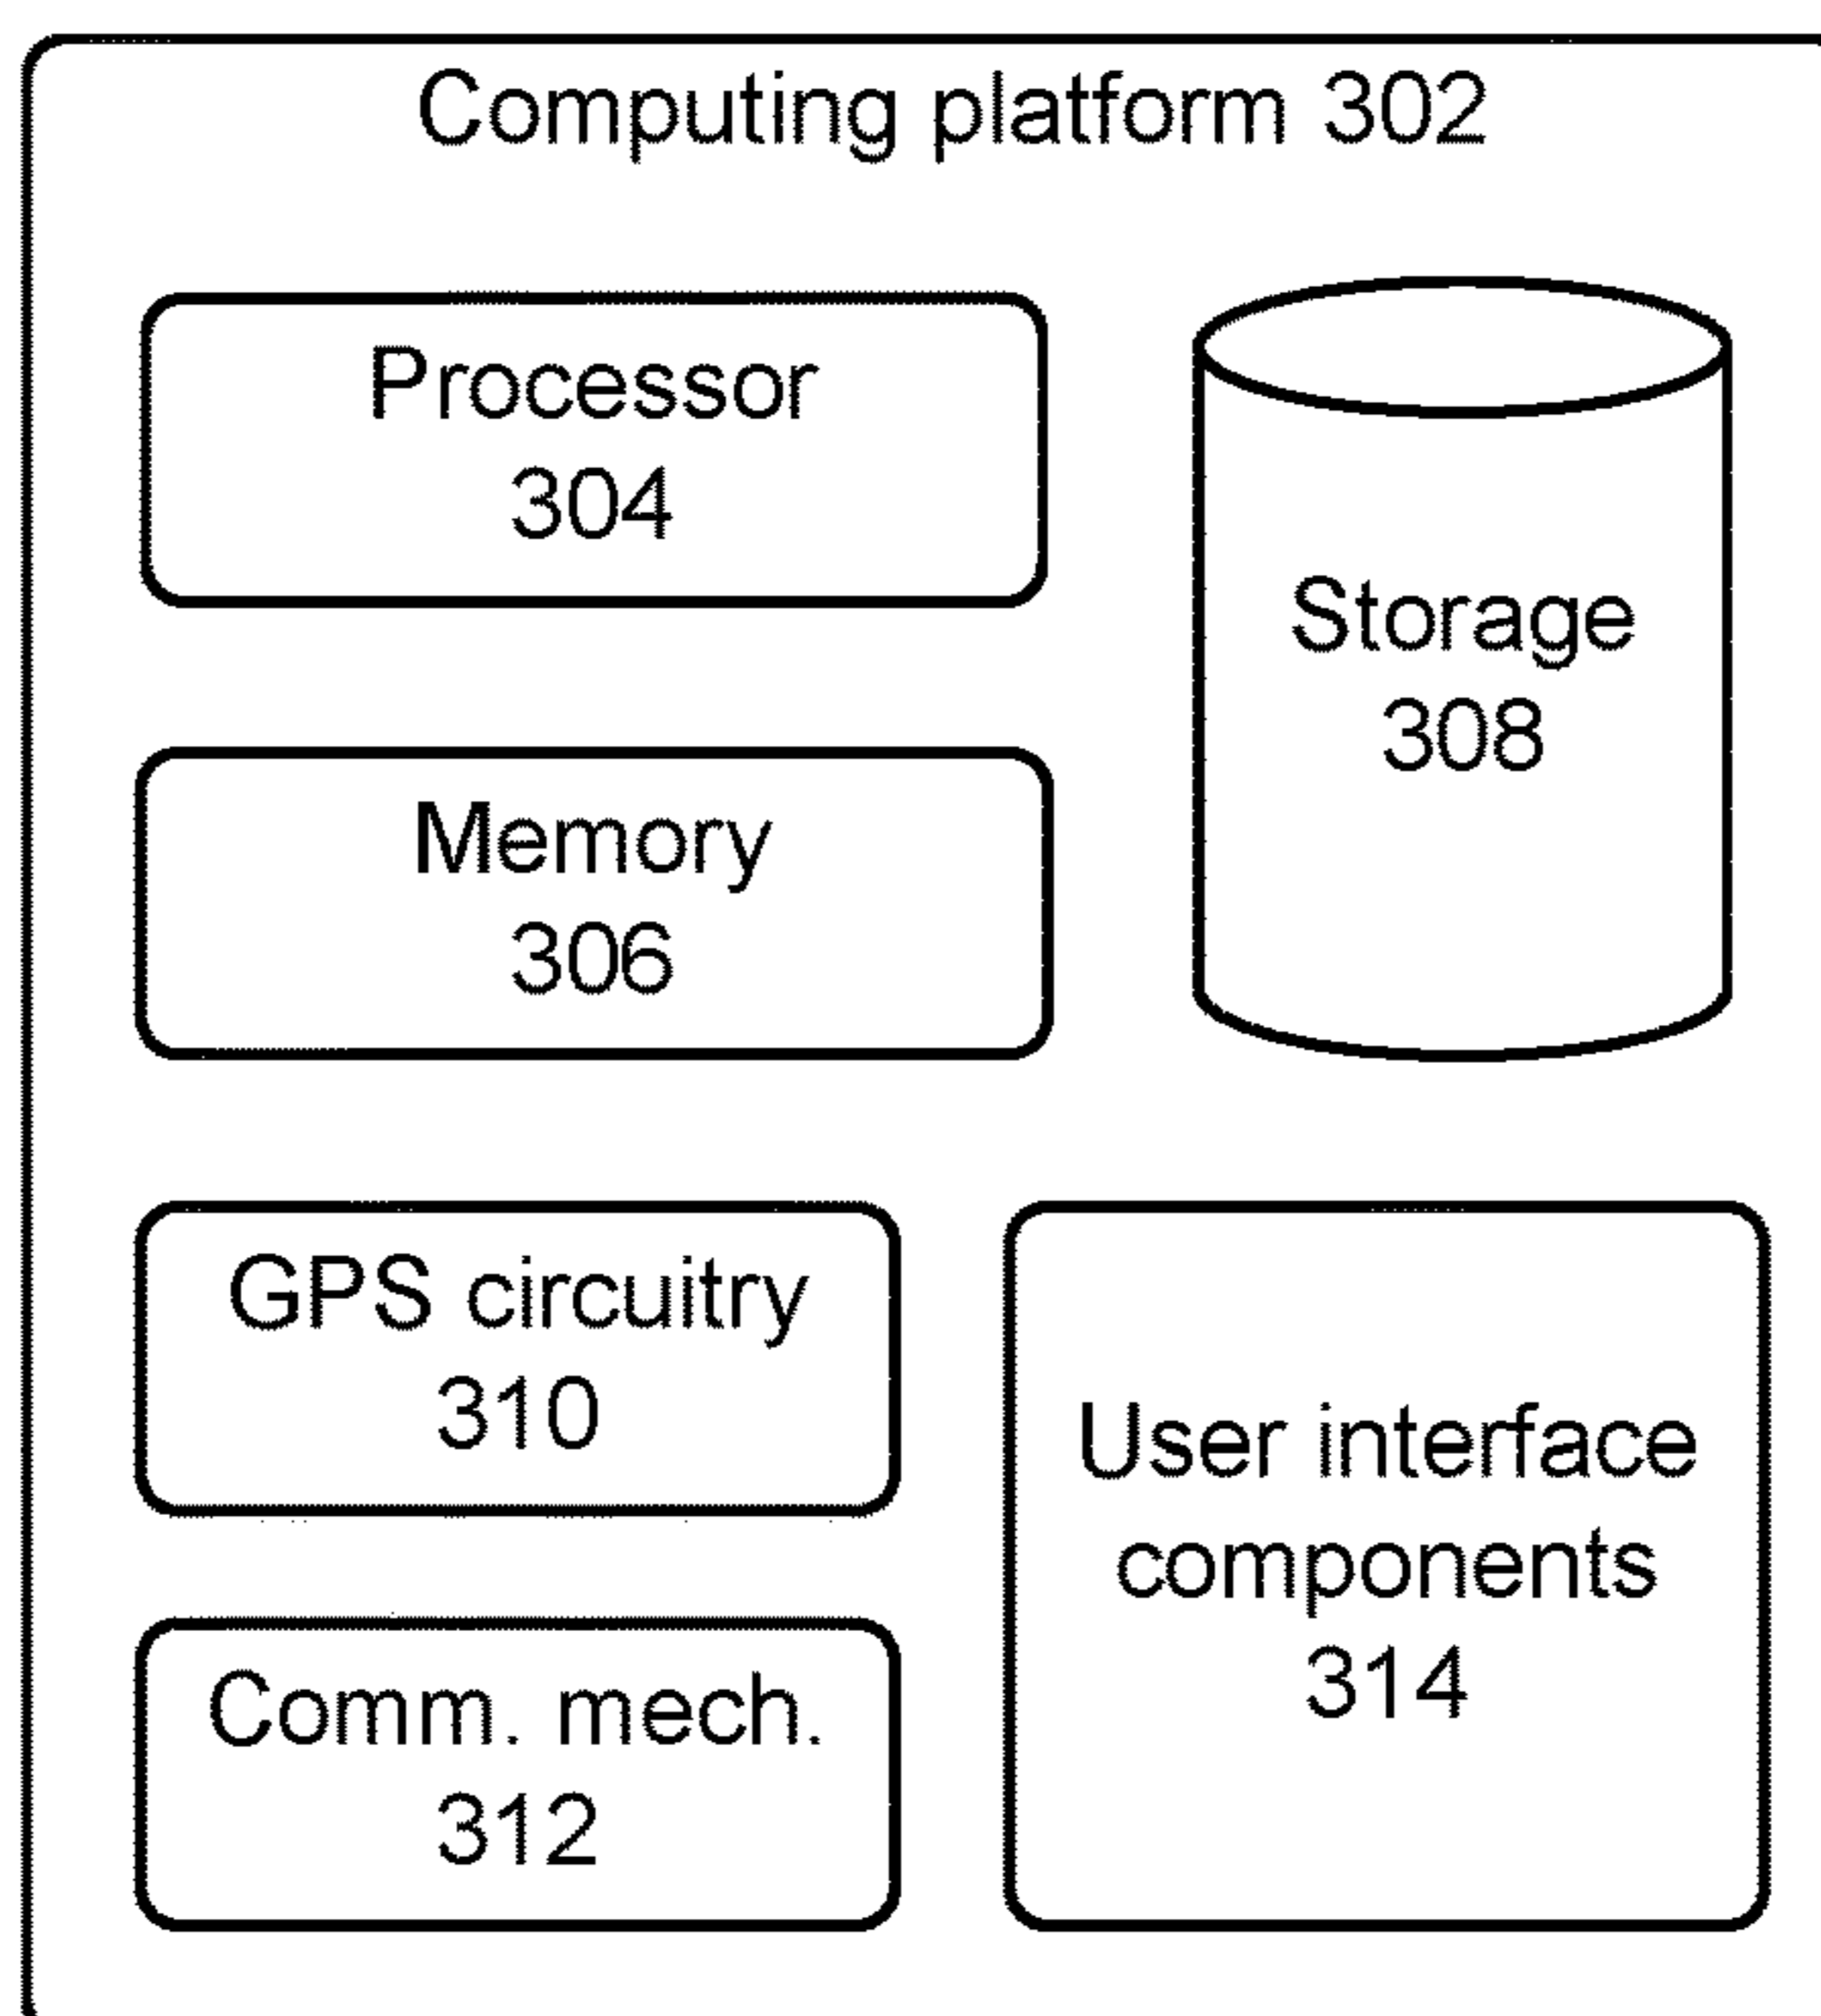 Computing platform 302
Processor
304
Storage
308
Memory
306
GPS circuitry
310
User interface
components
314
Comm. mech.
312